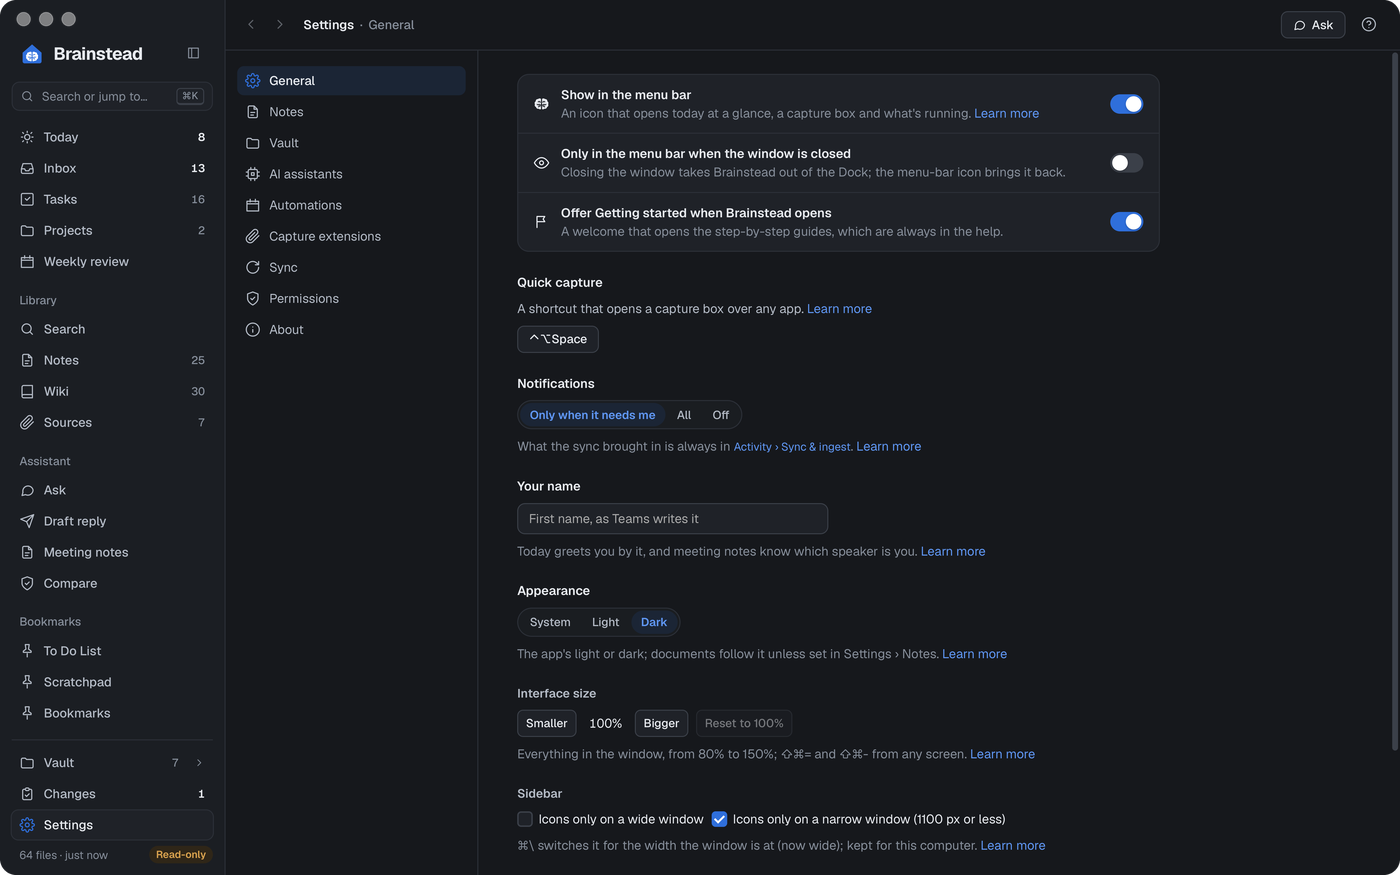 Brainstead
Search or jump to... ⌘K
Today 8
Inbox 13
Tasks 16
Projects 2
Weekly review
Library
Search
Notes 25
Wiki 30
Sources 7
Assistant
Ask
Draft reply
Meeting notes
Compare
Bookmarks
To Do List
Scratchpad
Bookmarks
Vault 7
Changes 1
Settings
64 files · just now Read-only
Settings · General
Ask
General
Notes
Vault
AI assistants
Automations
Capture extensions
Sync
Permissions
About
Show in the menu bar
An icon that opens today at a glance, a capture box and what's running. Learn more
Only in the menu bar when the window is closed
Closing the window takes Brainstead out of the Dock; the menu-bar icon brings it back.
Offer Getting started when Brainstead opens
A welcome that opens the step-by-step guides, which are always in the help.
Quick capture
A shortcut that opens a capture box over any app. Learn more
⌃⌥Space
Notifications
Only when it needs me All Off
What the sync brought in is always in Activity › Sync & ingest. Learn more
Your name
First name, as Teams writes it
Today greets you by it, and meeting notes know which speaker is you. Learn more
Appearance
System Light Dark
The app's light or dark; documents follow it unless set in Settings › Notes. Learn more
Interface size
Smaller 100% Bigger Reset to 100%
Everything in the window, from 80% to 150%; ⇧⌘= and ⇧⌘- from any screen. Learn more
Sidebar
Icons only on a wide window Icons only on a narrow window (1100 px or less)
⌘\ switches it for the width the window is at (now wide); kept for this computer. Learn more